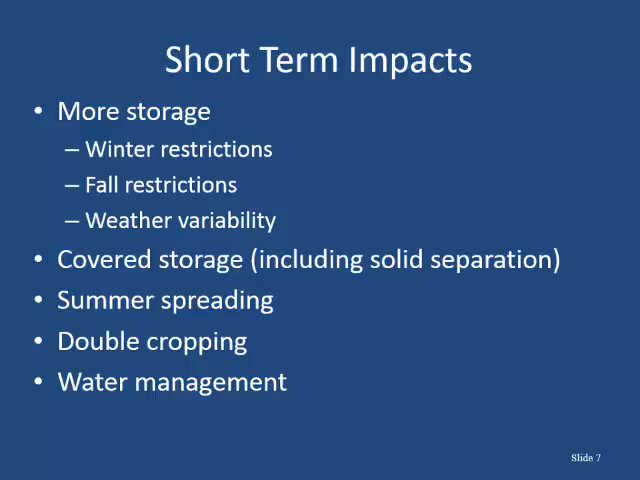 Short Term Impacts
• More storage
– Winter restrictions
– Fall restrictions
– Weather variability
• Covered storage (including solid separation)
• Summer spreading
• Double cropping
• Water management
Slide 7